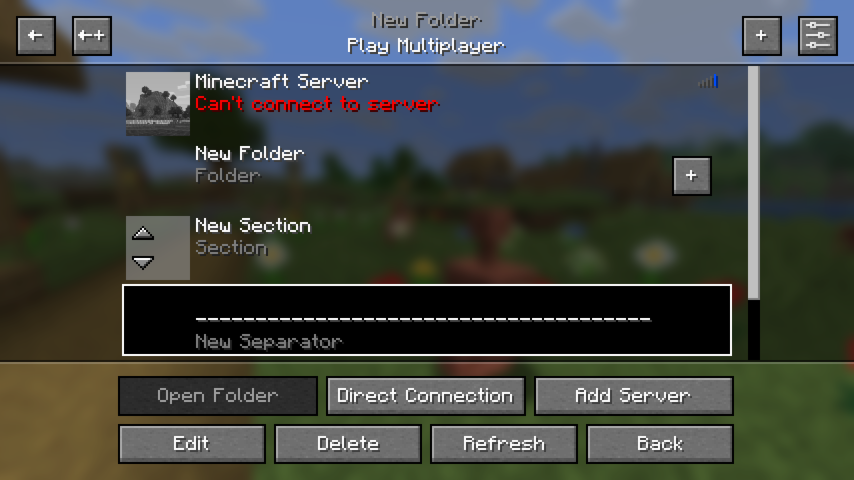 New Folder
Play Multiplayer
Minecraft Server
Can't connect to server
New Folder
Folder
New Section
Section
--------------------------------------
New Separator
Open Folder
Direct Connection
Add Server
Edit
Delete
Refresh
Back